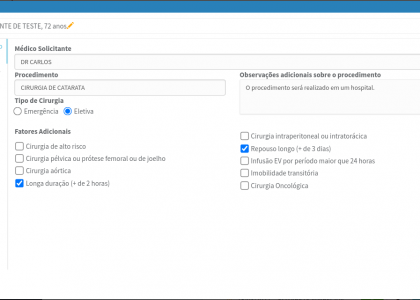 NTE DE TESTE, 72 anos
Médico Solicitante
DR CARLOS
Procedimento
CIRURGIA DE CATARATA
Observações adicionais sobre o procedimento
O procedimento será realizado em um hospital.
Tipo de Cirurgia
Emergência Eletiva
Fatores Adicionais
Cirurgia de alto risco
Cirurgia pélvica ou prótese femoral ou de joelho
Cirurgia aórtica
Longa duração (+ de 2 horas)
Cirurgia intraperitoneal ou intratorácica
Repouso longo (+ de 3 dias)
Infusão EV por período maior que 24 horas
Imobilidade transitória
Cirurgia Oncológica